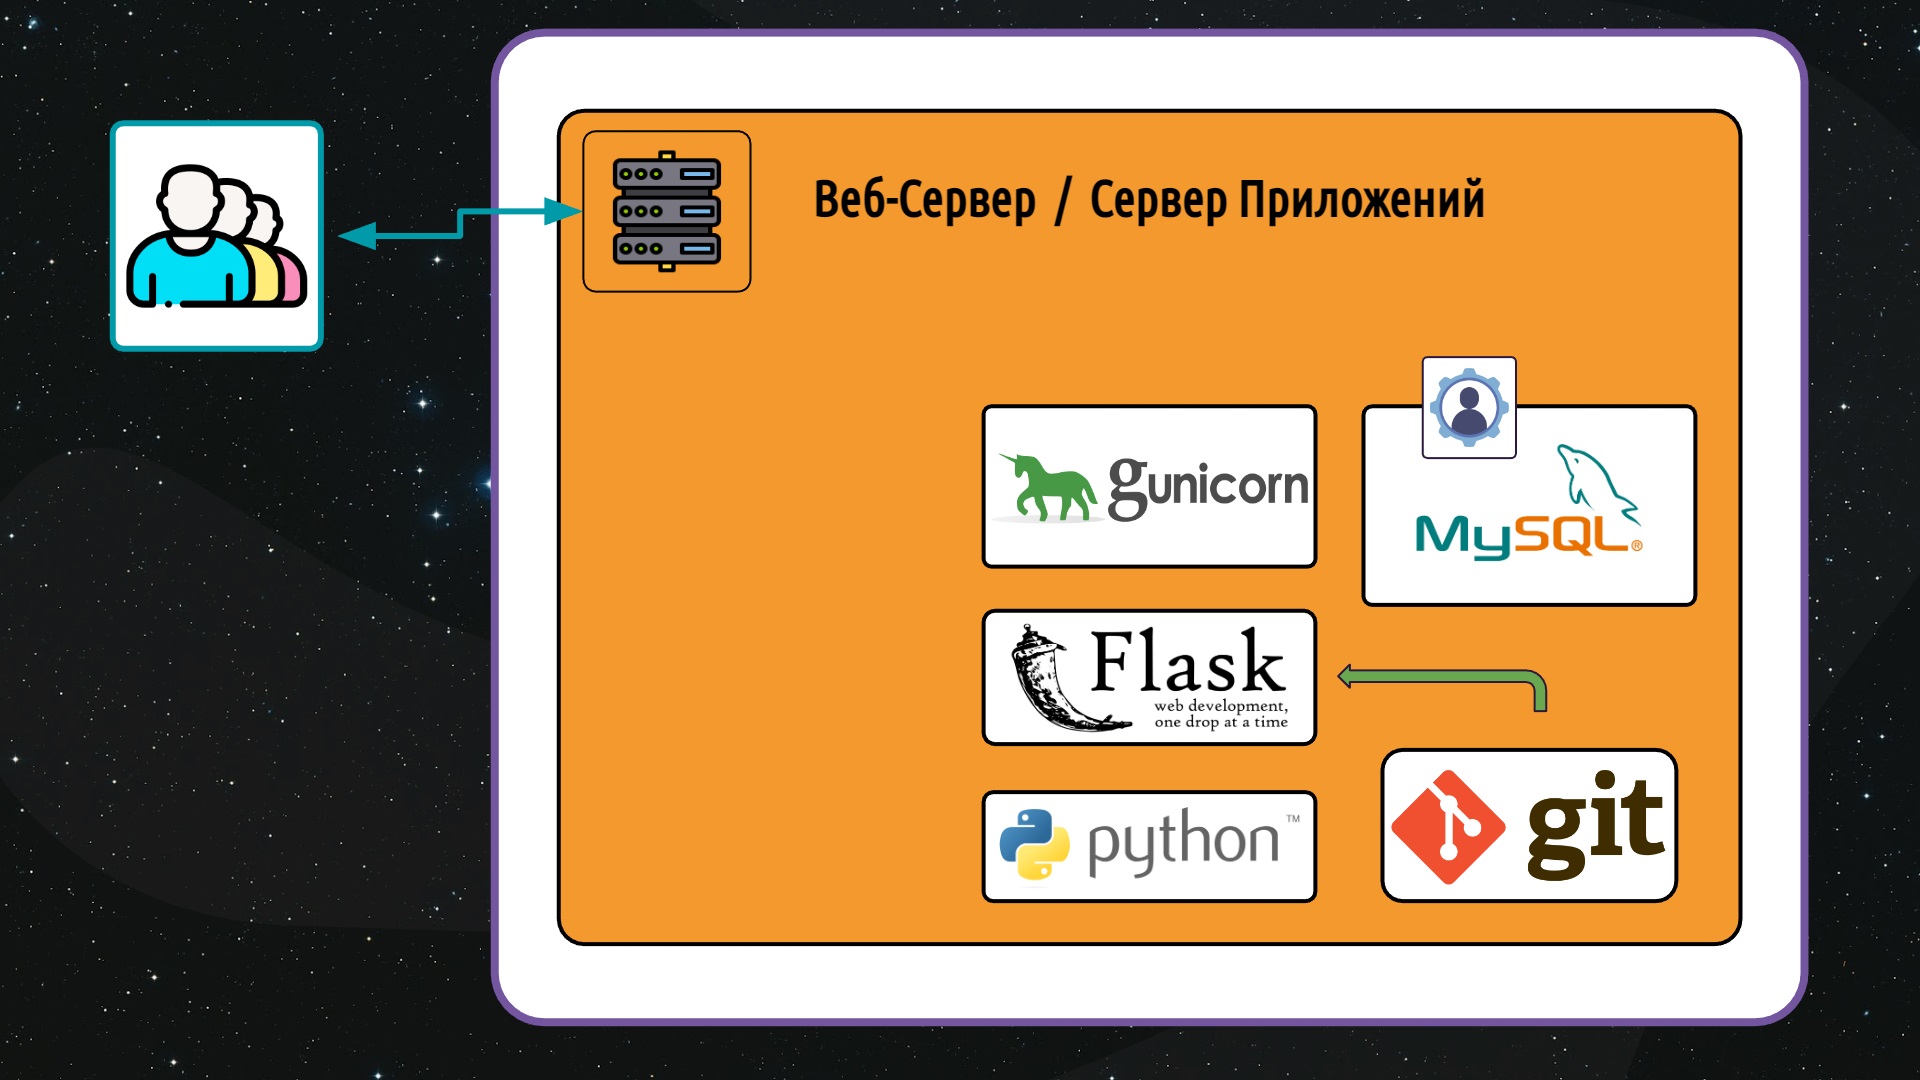 Веб-Сервер / Сервер Приложений
gunicorn
MySQL®
Flask
web development,
one drop at a time
python™
git